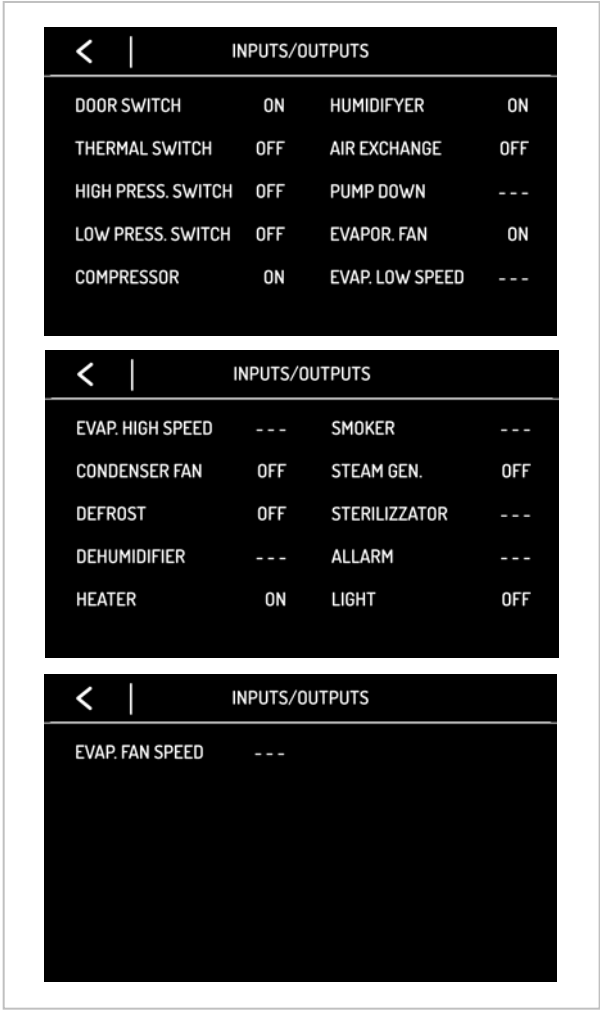 INPUTS/OUTPUTS
DOOR SWITCH ON HUMIDIFYER ON
THERMAL SWITCH OFF AIR EXCHANGE OFF
HIGH PRESS. SWITCH OFF PUMP DOWN - - -
LOW PRESS. SWITCH OFF EVAPOR. FAN ON
COMPRESSOR ON EVAP. LOW SPEED - - -
INPUTS/OUTPUTS
EVAP. HIGH SPEED - - - SMOKER - - -
CONDENSER FAN OFF STEAM GEN. OFF
DEFROST OFF STERILIZZATOR - - -
DEHUMIDIFIER - - - ALLARM - - -
HEATER ON LIGHT OFF
INPUTS/OUTPUTS
EVAP. FAN SPEED - - -